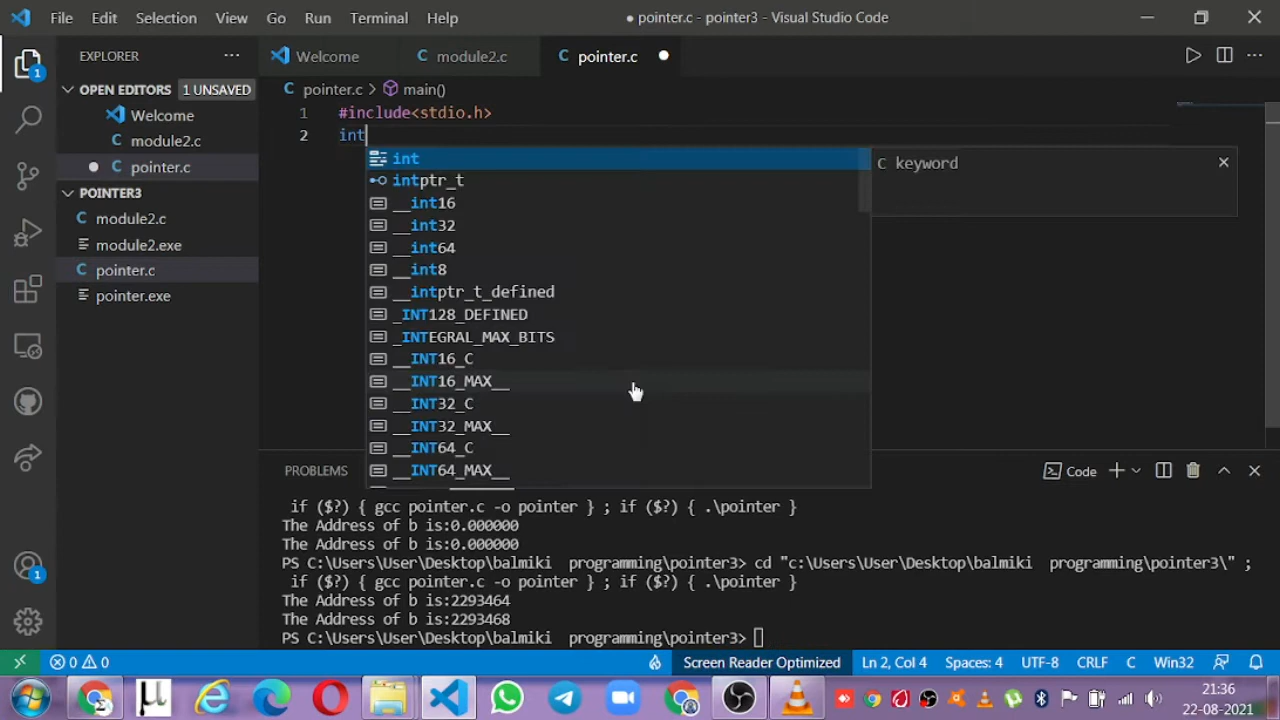 File Edit Selection View Go Run Terminal Help ● pointer.c - pointer3 - Visual Studio Code
EXPLORER
Welcome module2.c pointer.c
OPEN EDITORS 1 UNSAVED
Welcome
module2.c
pointer.c
POINTER3
module2.c
module2.exe
pointer.c
pointer.exe
1
1
pointer.c > main()
1 #include<stdio.h>
2 int
int
intptr_t
__int16
__int32
__int64
__int8
__intptr_t_defined
_INT128_DEFINED
_INTEGRAL_MAX_BITS
__INT16_C
__INT16_MAX__
__INT32_C
__INT32_MAX__
__INT64_C
__INT64_MAX__
C keyword
PROBLEMS Code
if ($?) { gcc pointer.c -o pointer } ; if ($?) { .\pointer }
The Address of b is:0.000000
The Address of b is:0.000000
PS C:\Users\User\Desktop\balmiki  programming\pointer3> cd "c:\Users\User\Desktop\balmiki  programming\pointer3\" ;
if ($?) { gcc pointer.c -o pointer } ; if ($?) { .\pointer }
The Address of b is:2293464
The Address of b is:2293468
PS C:\Users\User\Desktop\balmiki  programming\pointer3>
0 0 Screen Reader Optimized Ln 2, Col 4 Spaces: 4 UTF-8 CRLF C Win32
21:36
22-08-2021